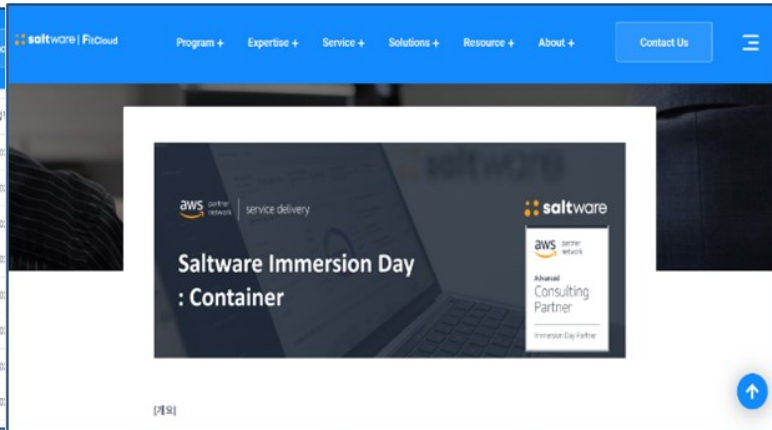 saltware | FitCloud
Program +
Expertise +
Service +
Solutions +
Resource +
About +
Contact Us
saltware
aws partner network | service delivery
saltware
Saltware Immersion Day
: Container
aws partner network
Advanced
Consulting
Partner
Immersion Day Partner
[개요]